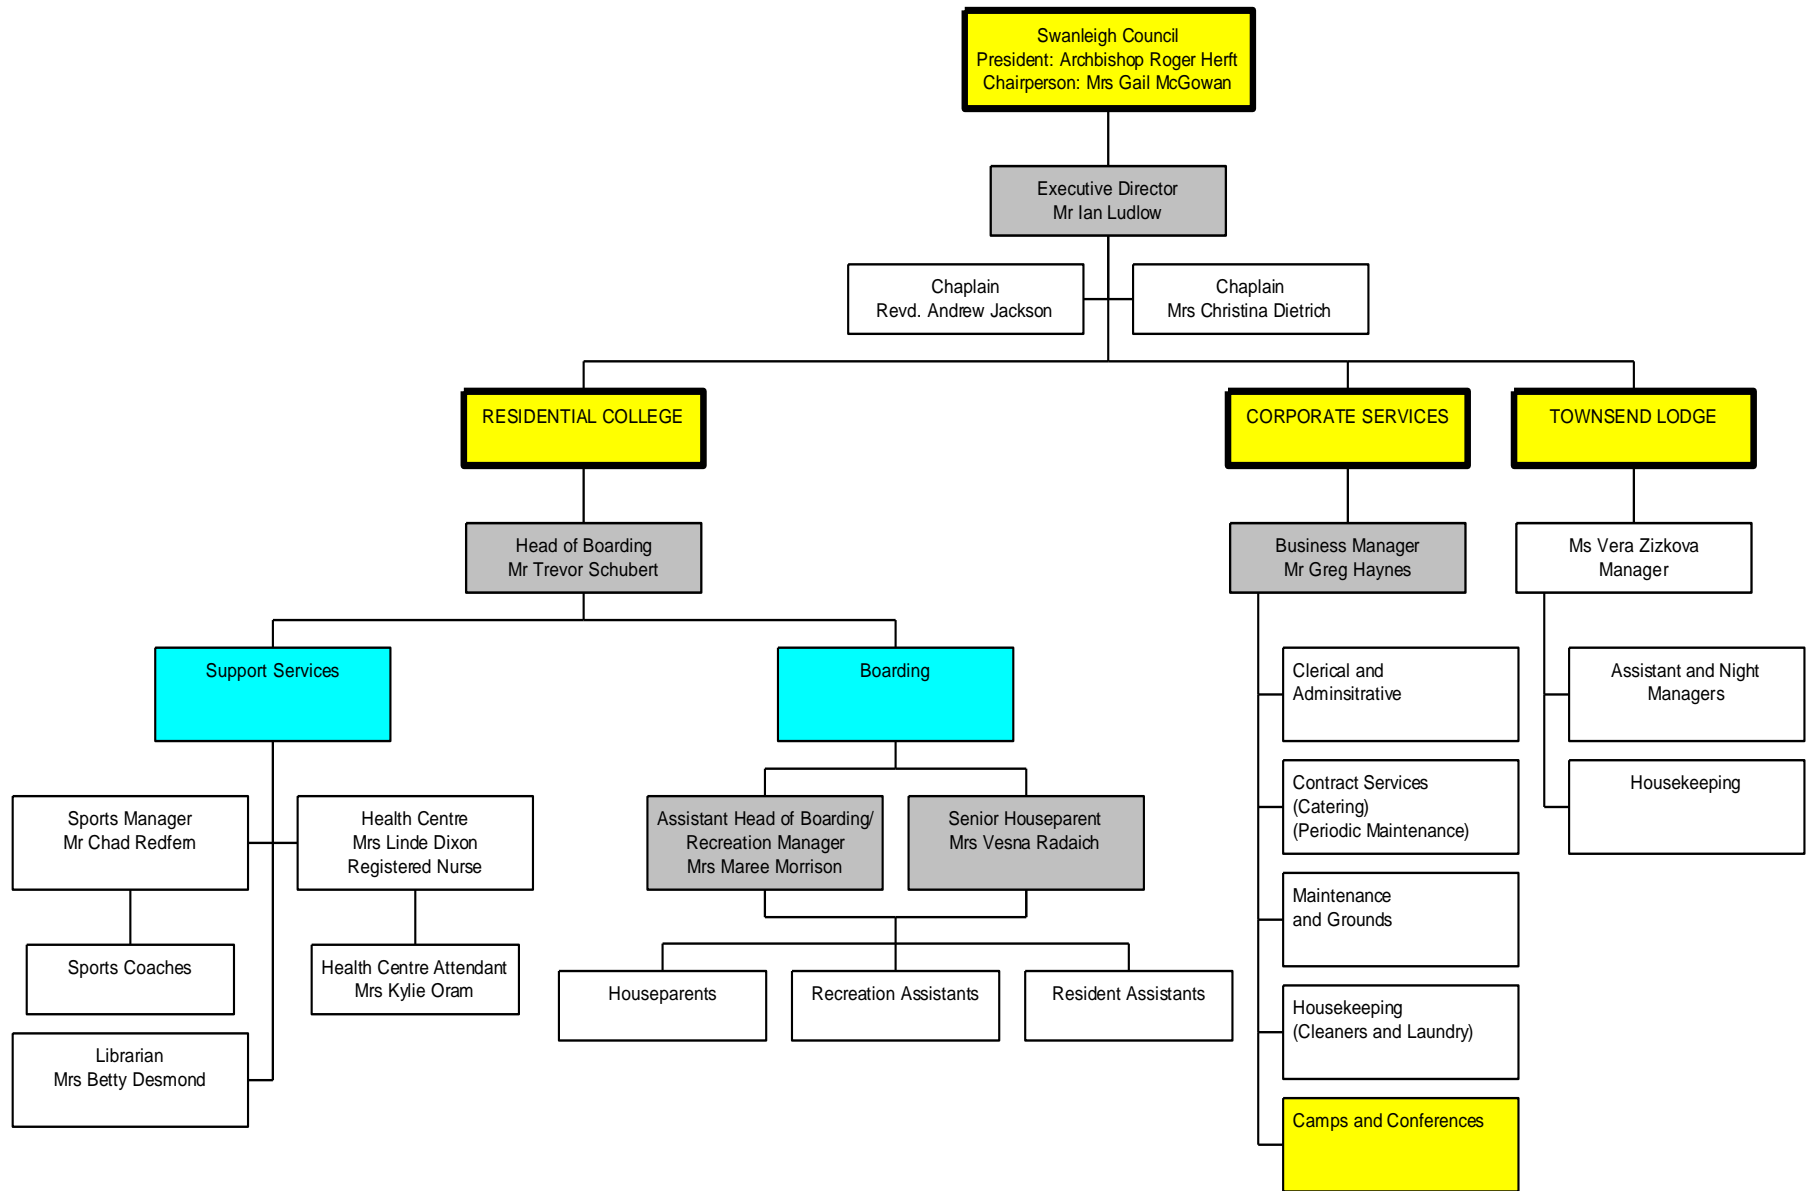 Swanleigh Council
President: Archbishop Roger Herft
Chairperson: Mrs Gail McGowan
Executive Director
Mr Ian Ludlow
Chaplain
Revd. Andrew Jackson
Chaplain
Mrs Christina Dietrich
RESIDENTIAL COLLEGE
CORPORATE SERVICES
TOWNSEND LODGE
Head of Boarding
Mr Trevor Schubert
Business Manager
Mr Greg Haynes
Ms Vera Zizkova
Manager
Support Services
Boarding
Clerical and
Adminsitrative
Assistant and Night
Managers
Sports Manager
Mr Chad Redfern
Health Centre
Mrs Linde Dixon
Registered Nurse
Assistant Head of Boarding/
Recreation Manager
Mrs Maree Morrison
Senior Houseparent
Mrs Vesna Radaich
Contract Services
(Catering)
(Periodic Maintenance)
Housekeeping
Maintenance
and Grounds
Sports Coaches
Health Centre Attendant
Mrs Kylie Oram
Houseparents
Recreation Assistants
Resident Assistants
Housekeeping
(Cleaners and Laundry)
Librarian
Mrs Betty Desmond
Camps and Conferences